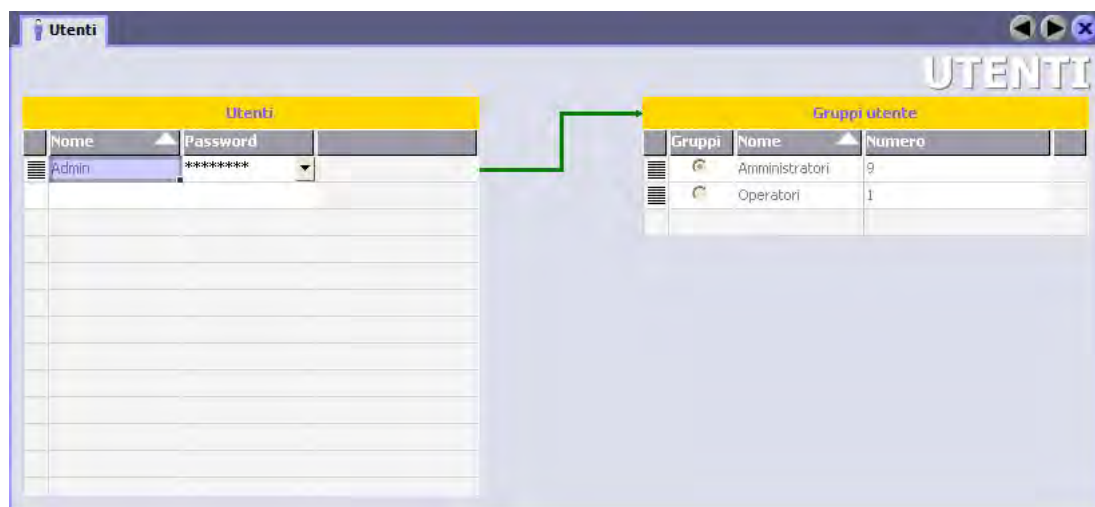 Utenti
UTENTI
Utenti
Nome Password
Admin ********
Gruppi utente
Gruppi Nome Numero
Amministratori 9
Operatori 1